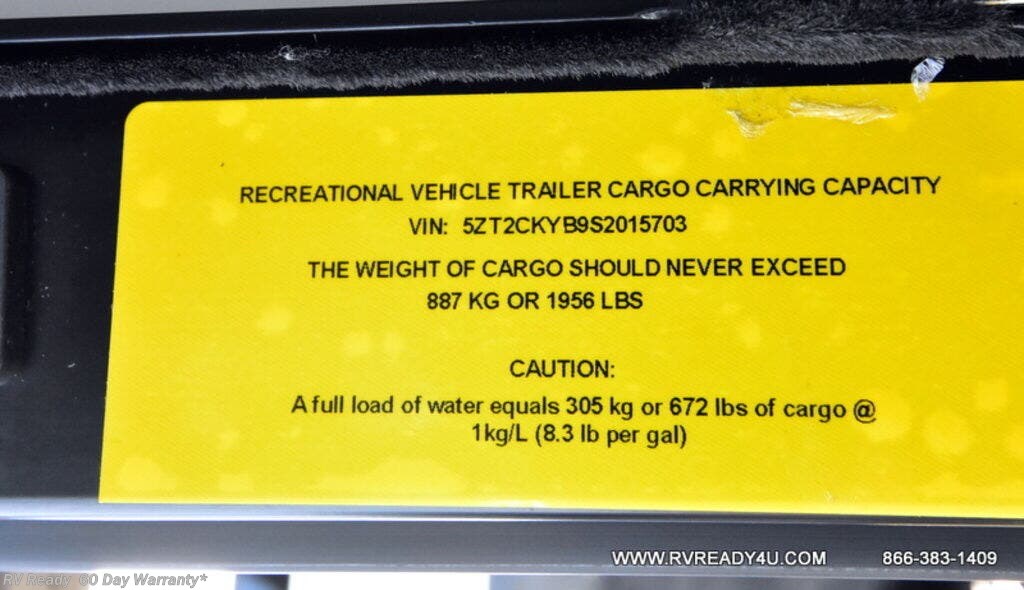 RECREATIONAL VEHICLE TRAILER CARGO CARRYING CAPACITY
VIN: 5ZT2CKYB9S2015703
THE WEIGHT OF CARGO SHOULD NEVER EXCEED
887 KG OR 1956 LBS
CAUTION:
A full load of water equals 305 kg or 672 lbs of cargo @
1kg/L (8.3 lb per gal)
WWW.RVREADY4U.COM 866-383-1409
RV Ready 60 Day Warranty*